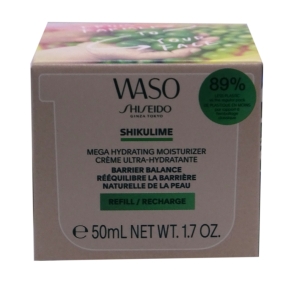 WASO
SHISEIDO
GINZA TOKYO
89%
SHIKULIME
MEGA HYDRATING MOISTURIZER
CRÈME ULTRA-HYDRATANTE
BARRIER BALANCE
RÉÉQUILIBRE LA BARRIÈRE
NATURELLE DE LA PEAU
REFILL / RECHARGE
℮ 50mL NET WT. 1.7 OZ.